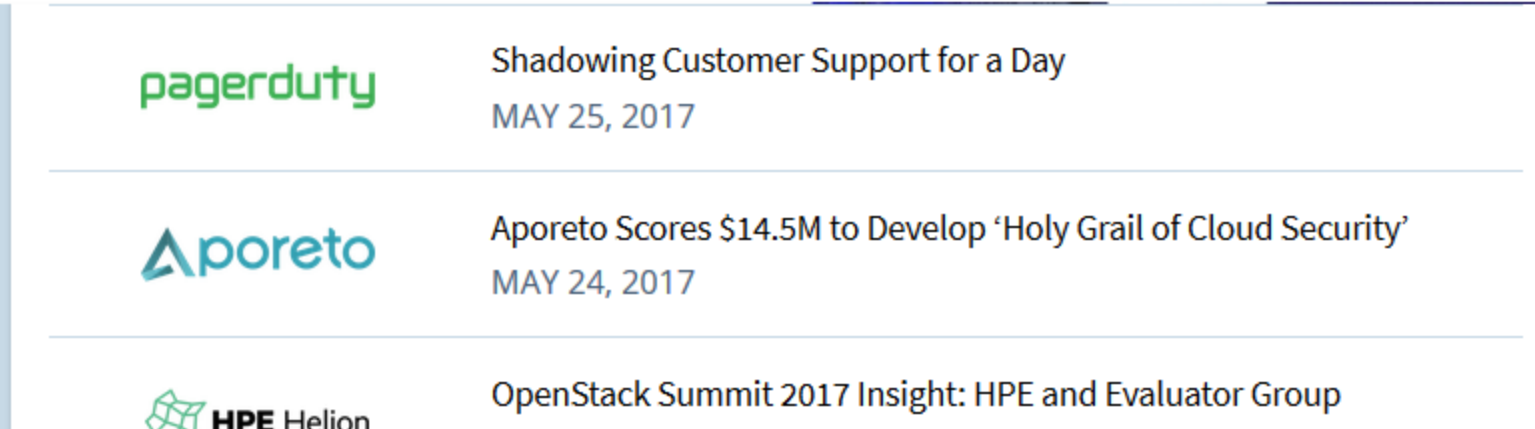 pagerduty
Shadowing Customer Support for a Day
MAY 25, 2017
Aporeto
Aporeto Scores $14.5M to Develop ‘Holy Grail of Cloud Security’
MAY 24, 2017
HPE Helion
OpenStack Summit 2017 Insight: HPE and Evaluator Group